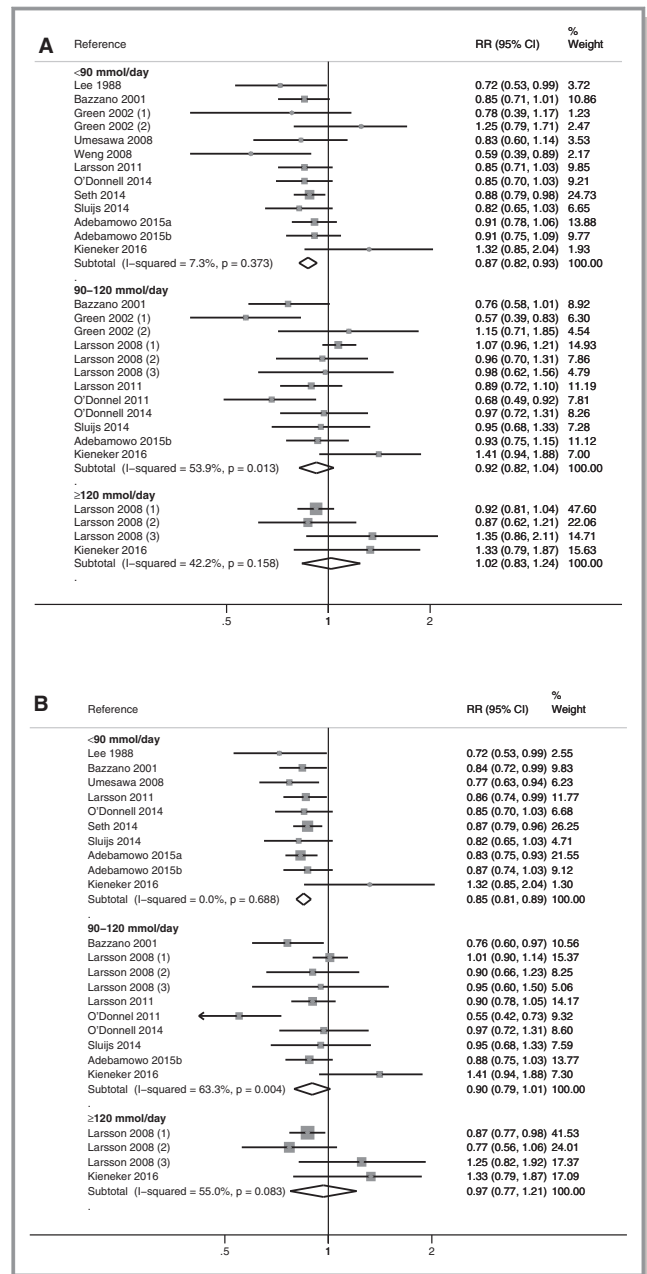 A
%
Reference RR (95% CI) Weight
<90 mmol/day
Lee 1988 0.72 (0.53, 0.99) 3.72
Bazzano 2001 0.85 (0.71, 1.01) 10.86
Green 2002 (1) 0.78 (0.39, 1.17) 1.23
Green 2002 (2) 1.25 (0.79, 1.71) 2.47
Umesawa 2008 0.83 (0.60, 1.14) 3.53
Weng 2008 0.59 (0.39, 0.89) 2.17
Larsson 2011 0.85 (0.71, 1.03) 9.85
O'Donnell 2014 0.85 (0.70, 1.03) 9.21
Seth 2014 0.88 (0.79, 0.98) 24.73
Sluijs 2014 0.82 (0.65, 1.03) 6.65
Adebamowo 2015a 0.91 (0.78, 1.06) 13.88
Adebamowo 2015b 0.91 (0.75, 1.09) 9.77
Kieneker 2016 1.32 (0.85, 2.04) 1.93
Subtotal (I−squared = 7.3%, p = 0.373) 0.87 (0.82, 0.93) 100.00
.
90−120 mmol/day
Bazzano 2001 0.76 (0.58, 1.01) 8.92
Green 2002 (1) 0.57 (0.39, 0.83) 6.30
Green 2002 (2) 1.15 (0.71, 1.85) 4.54
Larsson 2008 (1) 1.07 (0.96, 1.21) 14.93
Larsson 2008 (2) 0.96 (0.70, 1.31) 7.86
Larsson 2008 (3) 0.98 (0.62, 1.56) 4.79
Larsson 2011 0.89 (0.72, 1.10) 11.19
O'Donnel 2011 0.68 (0.49, 0.92) 7.81
O'Donnell 2014 0.97 (0.72, 1.31) 8.26
Sluijs 2014 0.95 (0.68, 1.33) 7.28
Adebamowo 2015b 0.93 (0.75, 1.15) 11.12
Kieneker 2016 1.41 (0.94, 1.88) 7.00
Subtotal (I−squared = 53.9%, p = 0.013) 0.92 (0.82, 1.04) 100.00
.
≥120 mmol/day
Larsson 2008 (1) 0.92 (0.81, 1.04) 47.60
Larsson 2008 (2) 0.87 (0.62, 1.21) 22.06
Larsson 2008 (3) 1.35 (0.86, 2.11) 14.71
Kieneker 2016 1.33 (0.79, 1.87) 15.63
Subtotal (I−squared = 42.2%, p = 0.158) 1.02 (0.83, 1.24) 100.00
.
.5 1 2
B
%
Reference RR (95% CI) Weight
<90 mmol/day
Lee 1988 0.72 (0.53, 0.99) 2.55
Bazzano 2001 0.84 (0.72, 0.99) 9.83
Umesawa 2008 0.77 (0.63, 0.94) 6.23
Larsson 2011 0.86 (0.74, 0.99) 11.77
O'Donnell 2014 0.85 (0.70, 1.03) 6.68
Seth 2014 0.87 (0.79, 0.96) 26.25
Sluijs 2014 0.82 (0.65, 1.03) 4.71
Adebamowo 2015a 0.83 (0.75, 0.93) 21.55
Adebamowo 2015b 0.87 (0.74, 1.03) 9.12
Kieneker 2016 1.32 (0.85, 2.04) 1.30
Subtotal (I−squared = 0.0%, p = 0.688) 0.85 (0.81, 0.89) 100.00
.
90−120 mmol/day
Bazzano 2001 0.76 (0.60, 0.97) 10.56
Larsson 2008 (1) 1.01 (0.90, 1.14) 15.37
Larsson 2008 (2) 0.90 (0.66, 1.23) 8.25
Larsson 2008 (3) 0.95 (0.60, 1.50) 5.06
Larsson 2011 0.90 (0.78, 1.05) 14.17
O'Donnel 2011 0.55 (0.42, 0.73) 9.32
O'Donnell 2014 0.97 (0.72, 1.31) 8.60
Sluijs 2014 0.95 (0.68, 1.33) 7.59
Adebamowo 2015b 0.88 (0.75, 1.03) 13.77
Kieneker 2016 1.41 (0.94, 1.88) 7.30
Subtotal (I−squared = 63.3%, p = 0.004) 0.90 (0.79, 1.01) 100.00
.
≥120 mmol/day
Larsson 2008 (1) 0.87 (0.77, 0.98) 41.53
Larsson 2008 (2) 0.77 (0.56, 1.06) 24.01
Larsson 2008 (3) 1.25 (0.82, 1.92) 17.37
Kieneker 2016 1.33 (0.79, 1.87) 17.09
Subtotal (I−squared = 55.0%, p = 0.083) 0.97 (0.77, 1.21) 100.00
.
.5 1 2